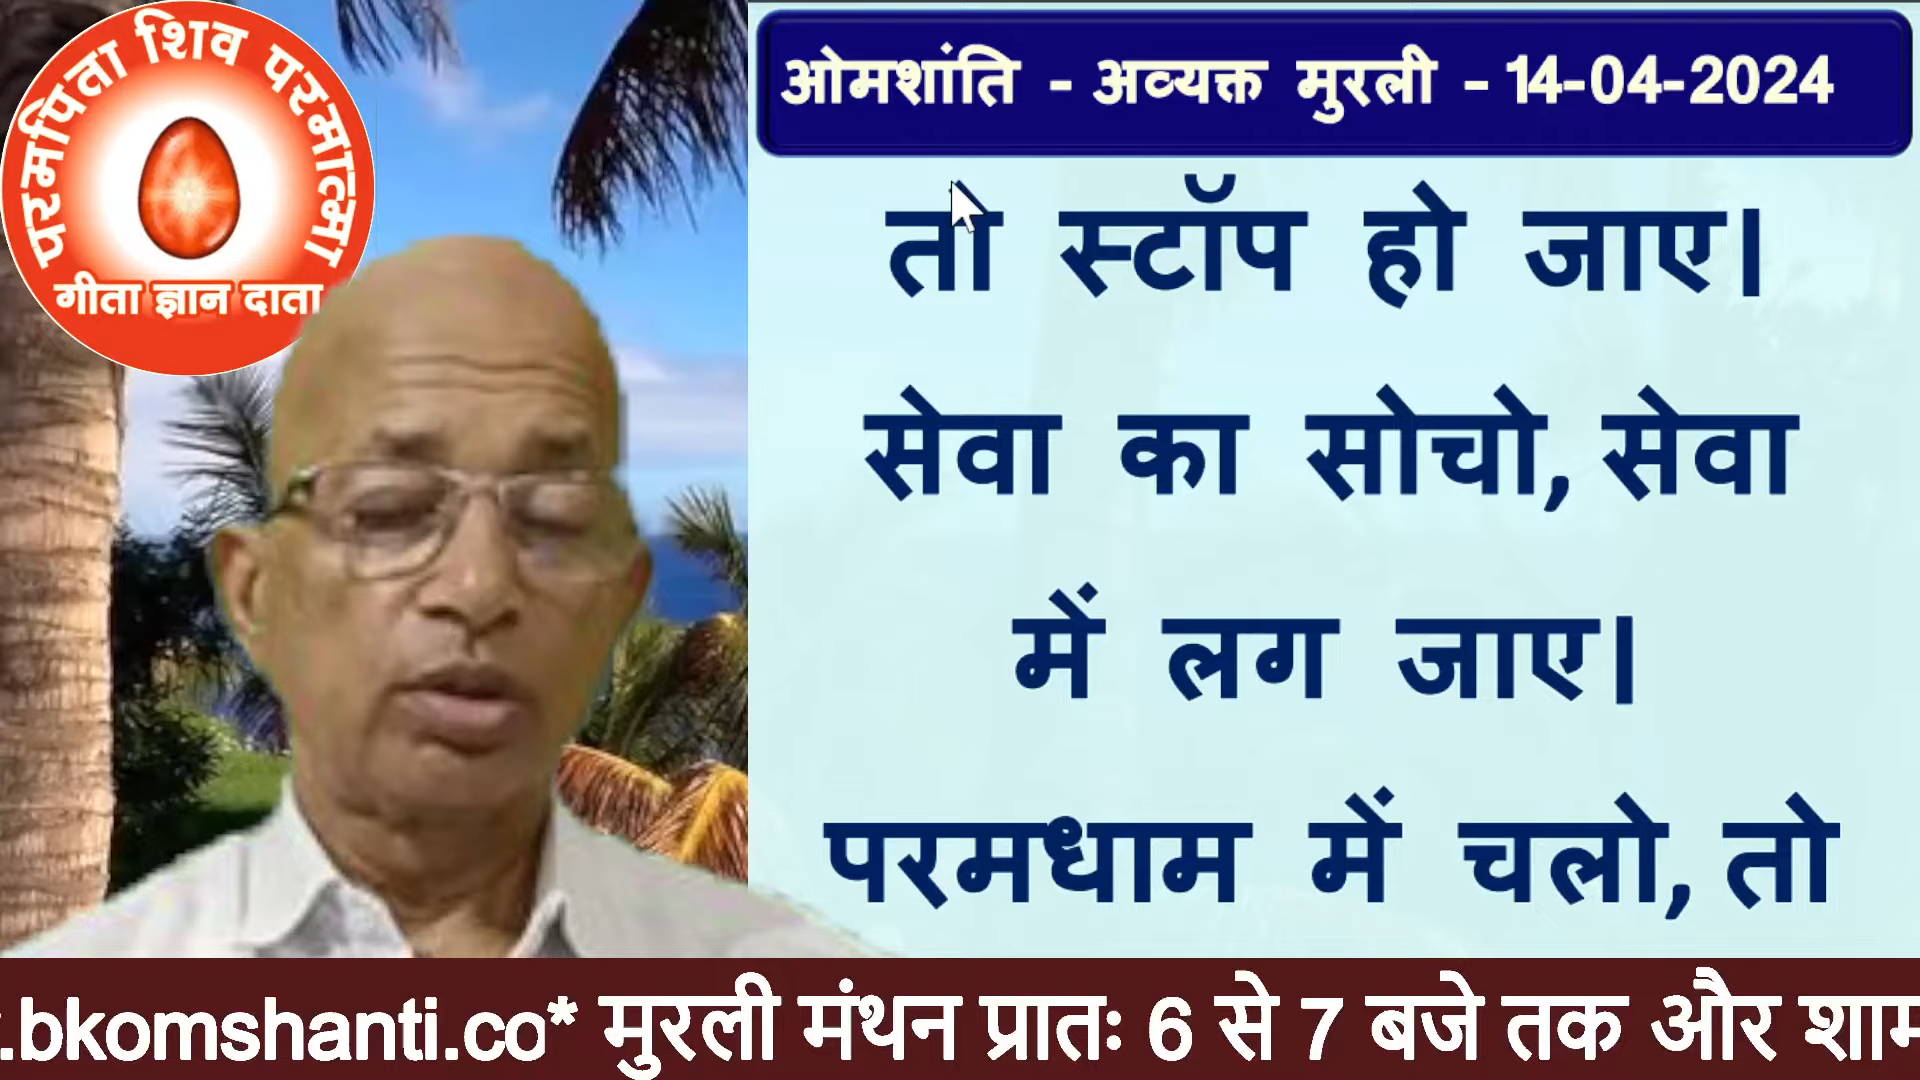 परमपिता शिव परमात्मा
गीता ज्ञान दाता
ओमशांति - अव्यक्त मुरली - 14-04-2024
तो स्टॉप हो जाए।
सेवा का सोचो, सेवा
में लग जाए।
परमधाम में चलो, तो
.bkomshanti.co* मुरली मंथन प्रातः 6 से 7 बजे तक और शाम